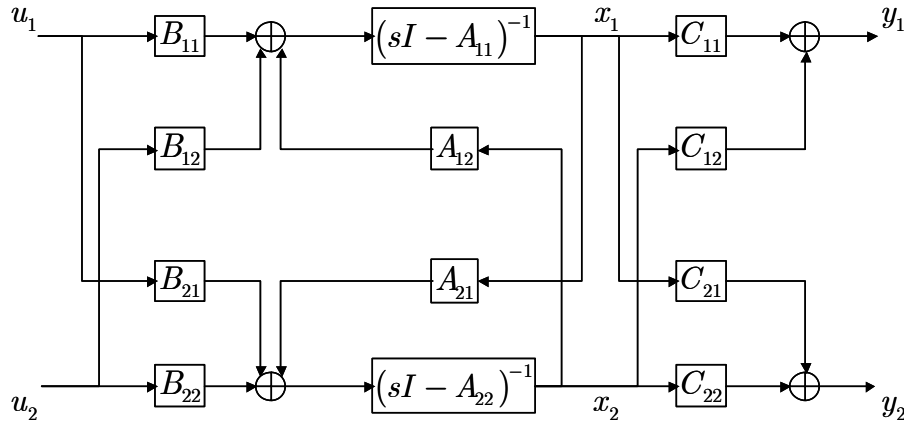 u₁ x₁ y₁
B₁₁ (sI − A₁₁)⁻¹ C₁₁
B₁₂ A₁₂ C₁₂
B₂₁ A₂₁ C₂₁
B₂₂ (sI − A₂₂)⁻¹ C₂₂
u₂ x₂ y₂